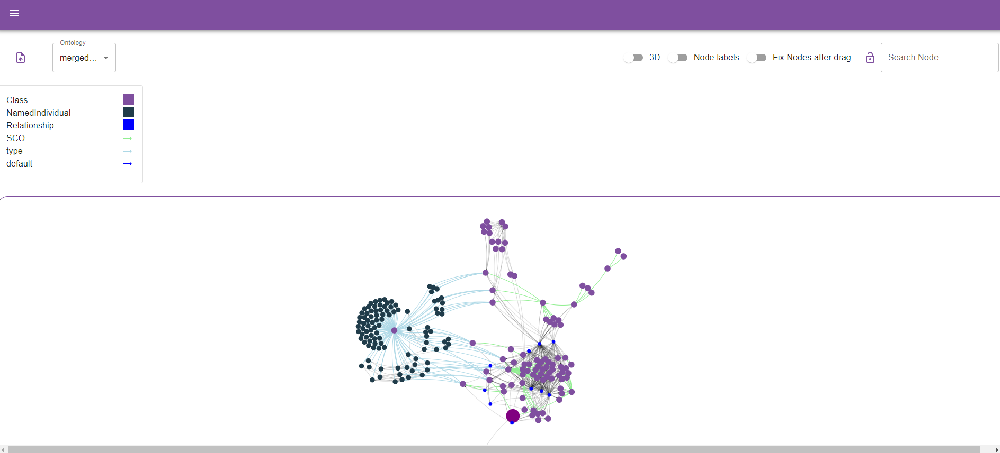 Ontology
merged...
3D
Node labels
Fix Nodes after drag
Search Node
Class
NamedIndividual
Relationship
SCO
type
default